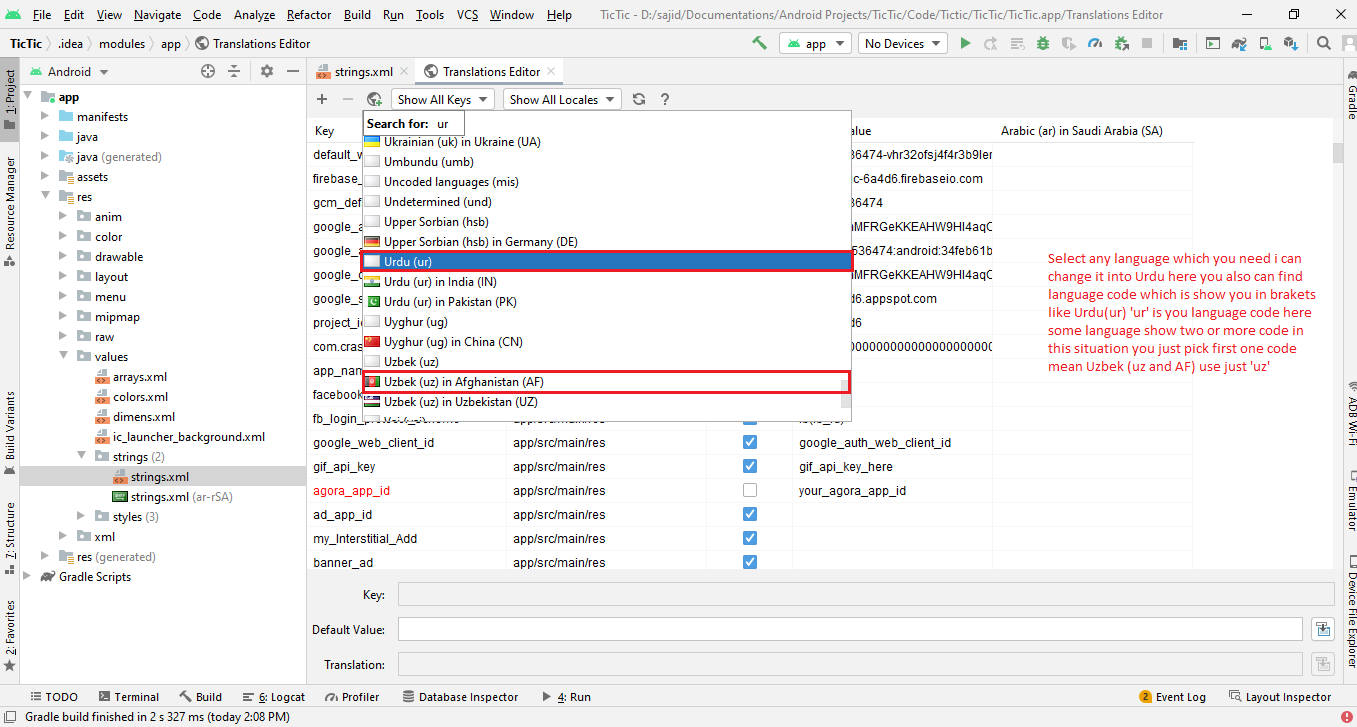 File Edit View Navigate Code Analyze Refactor Build Run Tools VCS Window Help TicTic - D:/sajid/Documentations/Android Projects/TicTic/Code/Tictic/TicTic/TicTic.app/Translations Editor
TicTic .idea modules app Translations Editor app No Devices
Android strings.xml Translations Editor
1: Project
Resource Manager
Build Variants
7: Structure
2: Favorites
app
manifests
java
java (generated)
assets
res
anim
color
drawable
layout
menu
mipmap
raw
values
arrays.xml
colors.xml
dimens.xml
ic_launcher_background.xml
strings (2)
strings.xml
strings.xml (ar-rSA)
styles (3)
xml
res (generated)
Gradle Scripts
Show All Keys Show All Locales ?
Search for: ur
Key alue Arabic (ar) in Saudi Arabia (SA)
Ukrainian (uk) in Ukraine (UA)
Umbundu (umb)
Uncoded languages (mis)
Undetermined (und)
Upper Sorbian (hsb)
Upper Sorbian (hsb) in Germany (DE)
Urdu (ur)
Urdu (ur) in India (IN)
Urdu (ur) in Pakistan (PK)
Uyghur (ug)
Uyghur (ug) in China (CN)
Uzbek (uz)
Uzbek (uz) in Afghanistan (AF)
Uzbek (uz) in Uzbekistan (UZ)
default_w 36474-vhr32ofsj4f4r3b9ler
firebase_ c-6a4d6.firebaseio.com
gcm_def 36474
google_a MFRGeKKEAHW9HI4aqC
google_a 536474:android:34feb61b
google_c MFRGeKKEAHW9HI4aqC
google_s d6.appspot.com
project_i d6
com.cras
app_nam
facebook
fb_login_
google_web_client_id app/src/main/res google_auth_web_client_id
gif_api_key app/src/main/res gif_api_key_here
agora_app_id app/src/main/res your_agora_app_id
ad_app_id app/src/main/res
my_Interstitial_Add app/src/main/res
banner_ad app/src/main/res
Select any language which you need i can
change it into Urdu here you also can find
language code which is show you in brakets
like Urdu(ur) 'ur' is you language code here
some language show two or more code in
this situation you just pick first one code
mean Uzbek (uz and AF) use just 'uz'
Key:
Default Value:
Translation:
Gradle
ADB Wi-Fi
Emulator
Device File Explorer
TODO Terminal Build 6: Logcat Profiler Database Inspector 4: Run 2 Event Log Layout Inspector
Gradle build finished in 2 s 327 ms (today 2:08 PM)